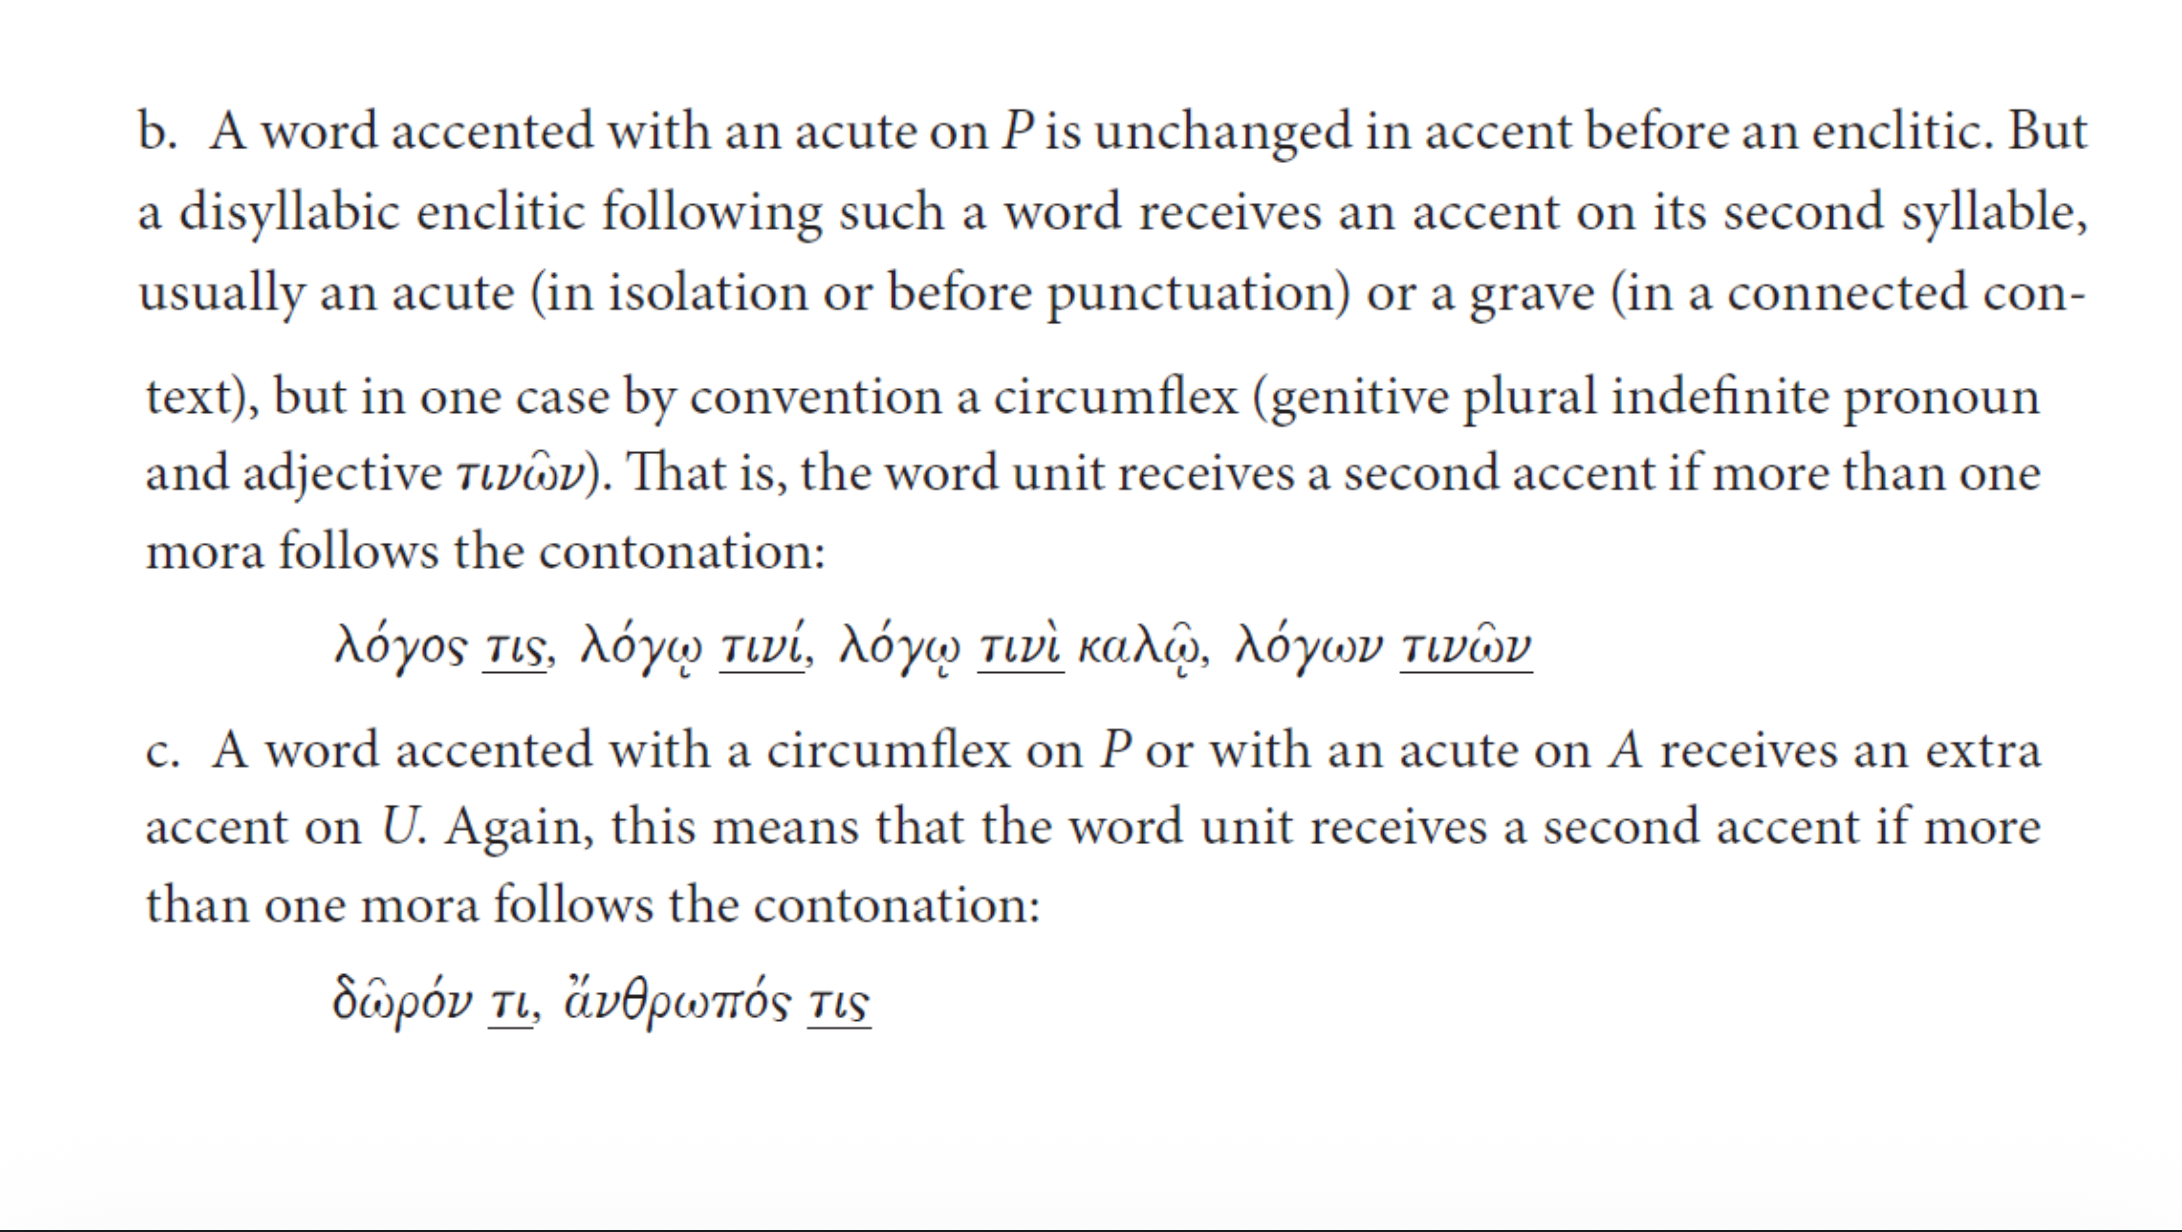 b. A word accented with an acute on P is unchanged in accent before an enclitic. But
a disyllabic enclitic following such a word receives an accent on its second syllable,
usually an acute (in isolation or before punctuation) or a grave (in a connected con-
text), but in one case by convention a circumflex (genitive plural indefinite pronoun
and adjective τινῶν). That is, the word unit receives a second accent if more than one
mora follows the contonation:
λόγος τις, λόγῳ τινί, λόγῳ τινὶ καλῷ, λόγων τινῶν
c. A word accented with a circumflex on P or with an acute on A receives an extra
accent on U. Again, this means that the word unit receives a second accent if more
than one mora follows the contonation:
δῶρόν τι, ἄνθρωπός τις